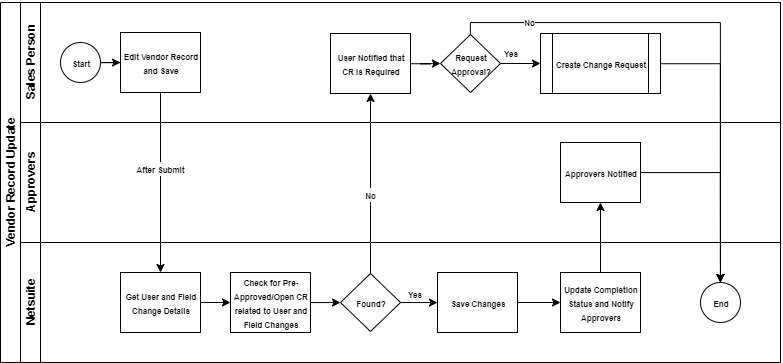 Vendor Record Update
Sales Person
Start
Edit Vendor Record
and Save
User Notified that
CR is Required
Request
Approval?
No
Yes
Create Change Request
Approvers
After Submit
No
Approvers Notified
Netsuite
Get User and Field
Change Details
Check for Pre-
Approved/Open CR
related to User and
Field Changes
Found?
Yes
Save Changes
Update Completion
Status and Notify
Approvers
End